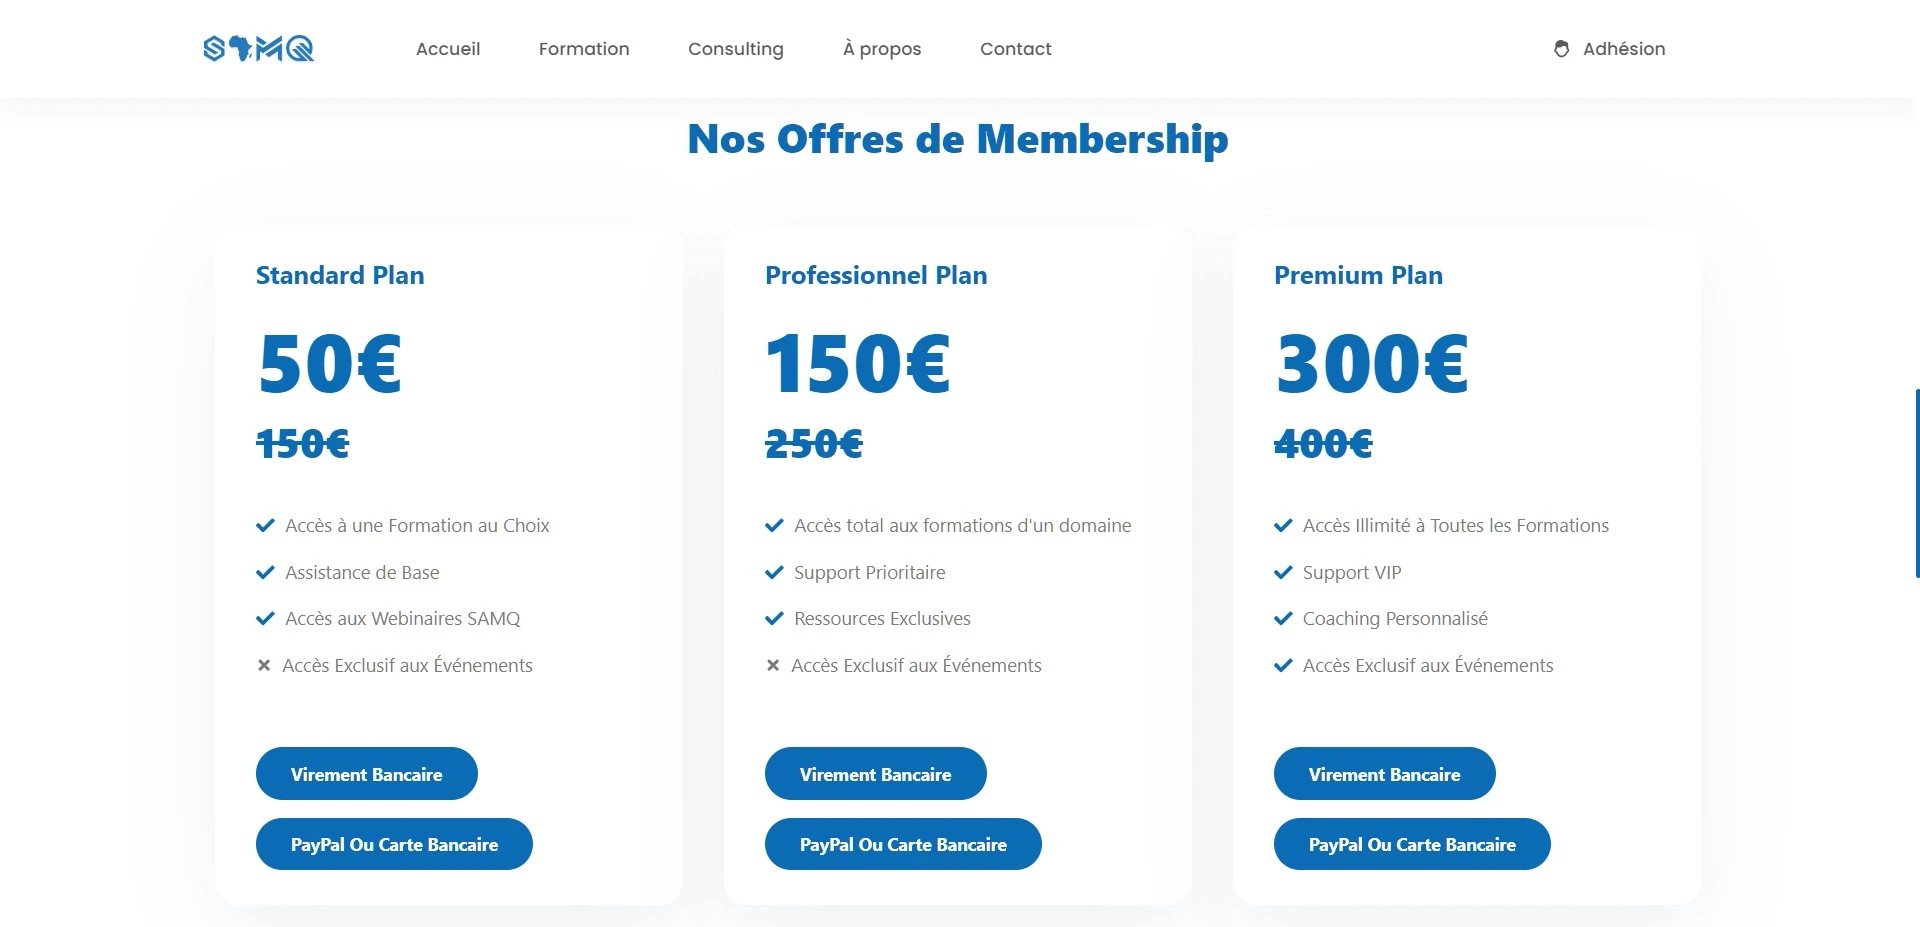 SAMQ
Accueil
Formation
Consulting
À propos
Contact
Adhésion
Nos Offres de Membership
Standard Plan
50€
150€
Accès à une Formation au Choix
Assistance de Base
Accès aux Webinaires SAMQ
Accès Exclusif aux Événements
Virement Bancaire
PayPal Ou Carte Bancaire
Professionnel Plan
150€
250€
Accès total aux formations d'un domaine
Support Prioritaire
Ressources Exclusives
Accès Exclusif aux Événements
Virement Bancaire
PayPal Ou Carte Bancaire
Premium Plan
300€
400€
Accès Illimité à Toutes les Formations
Support VIP
Coaching Personnalisé
Accès Exclusif aux Événements
Virement Bancaire
PayPal Ou Carte Bancaire